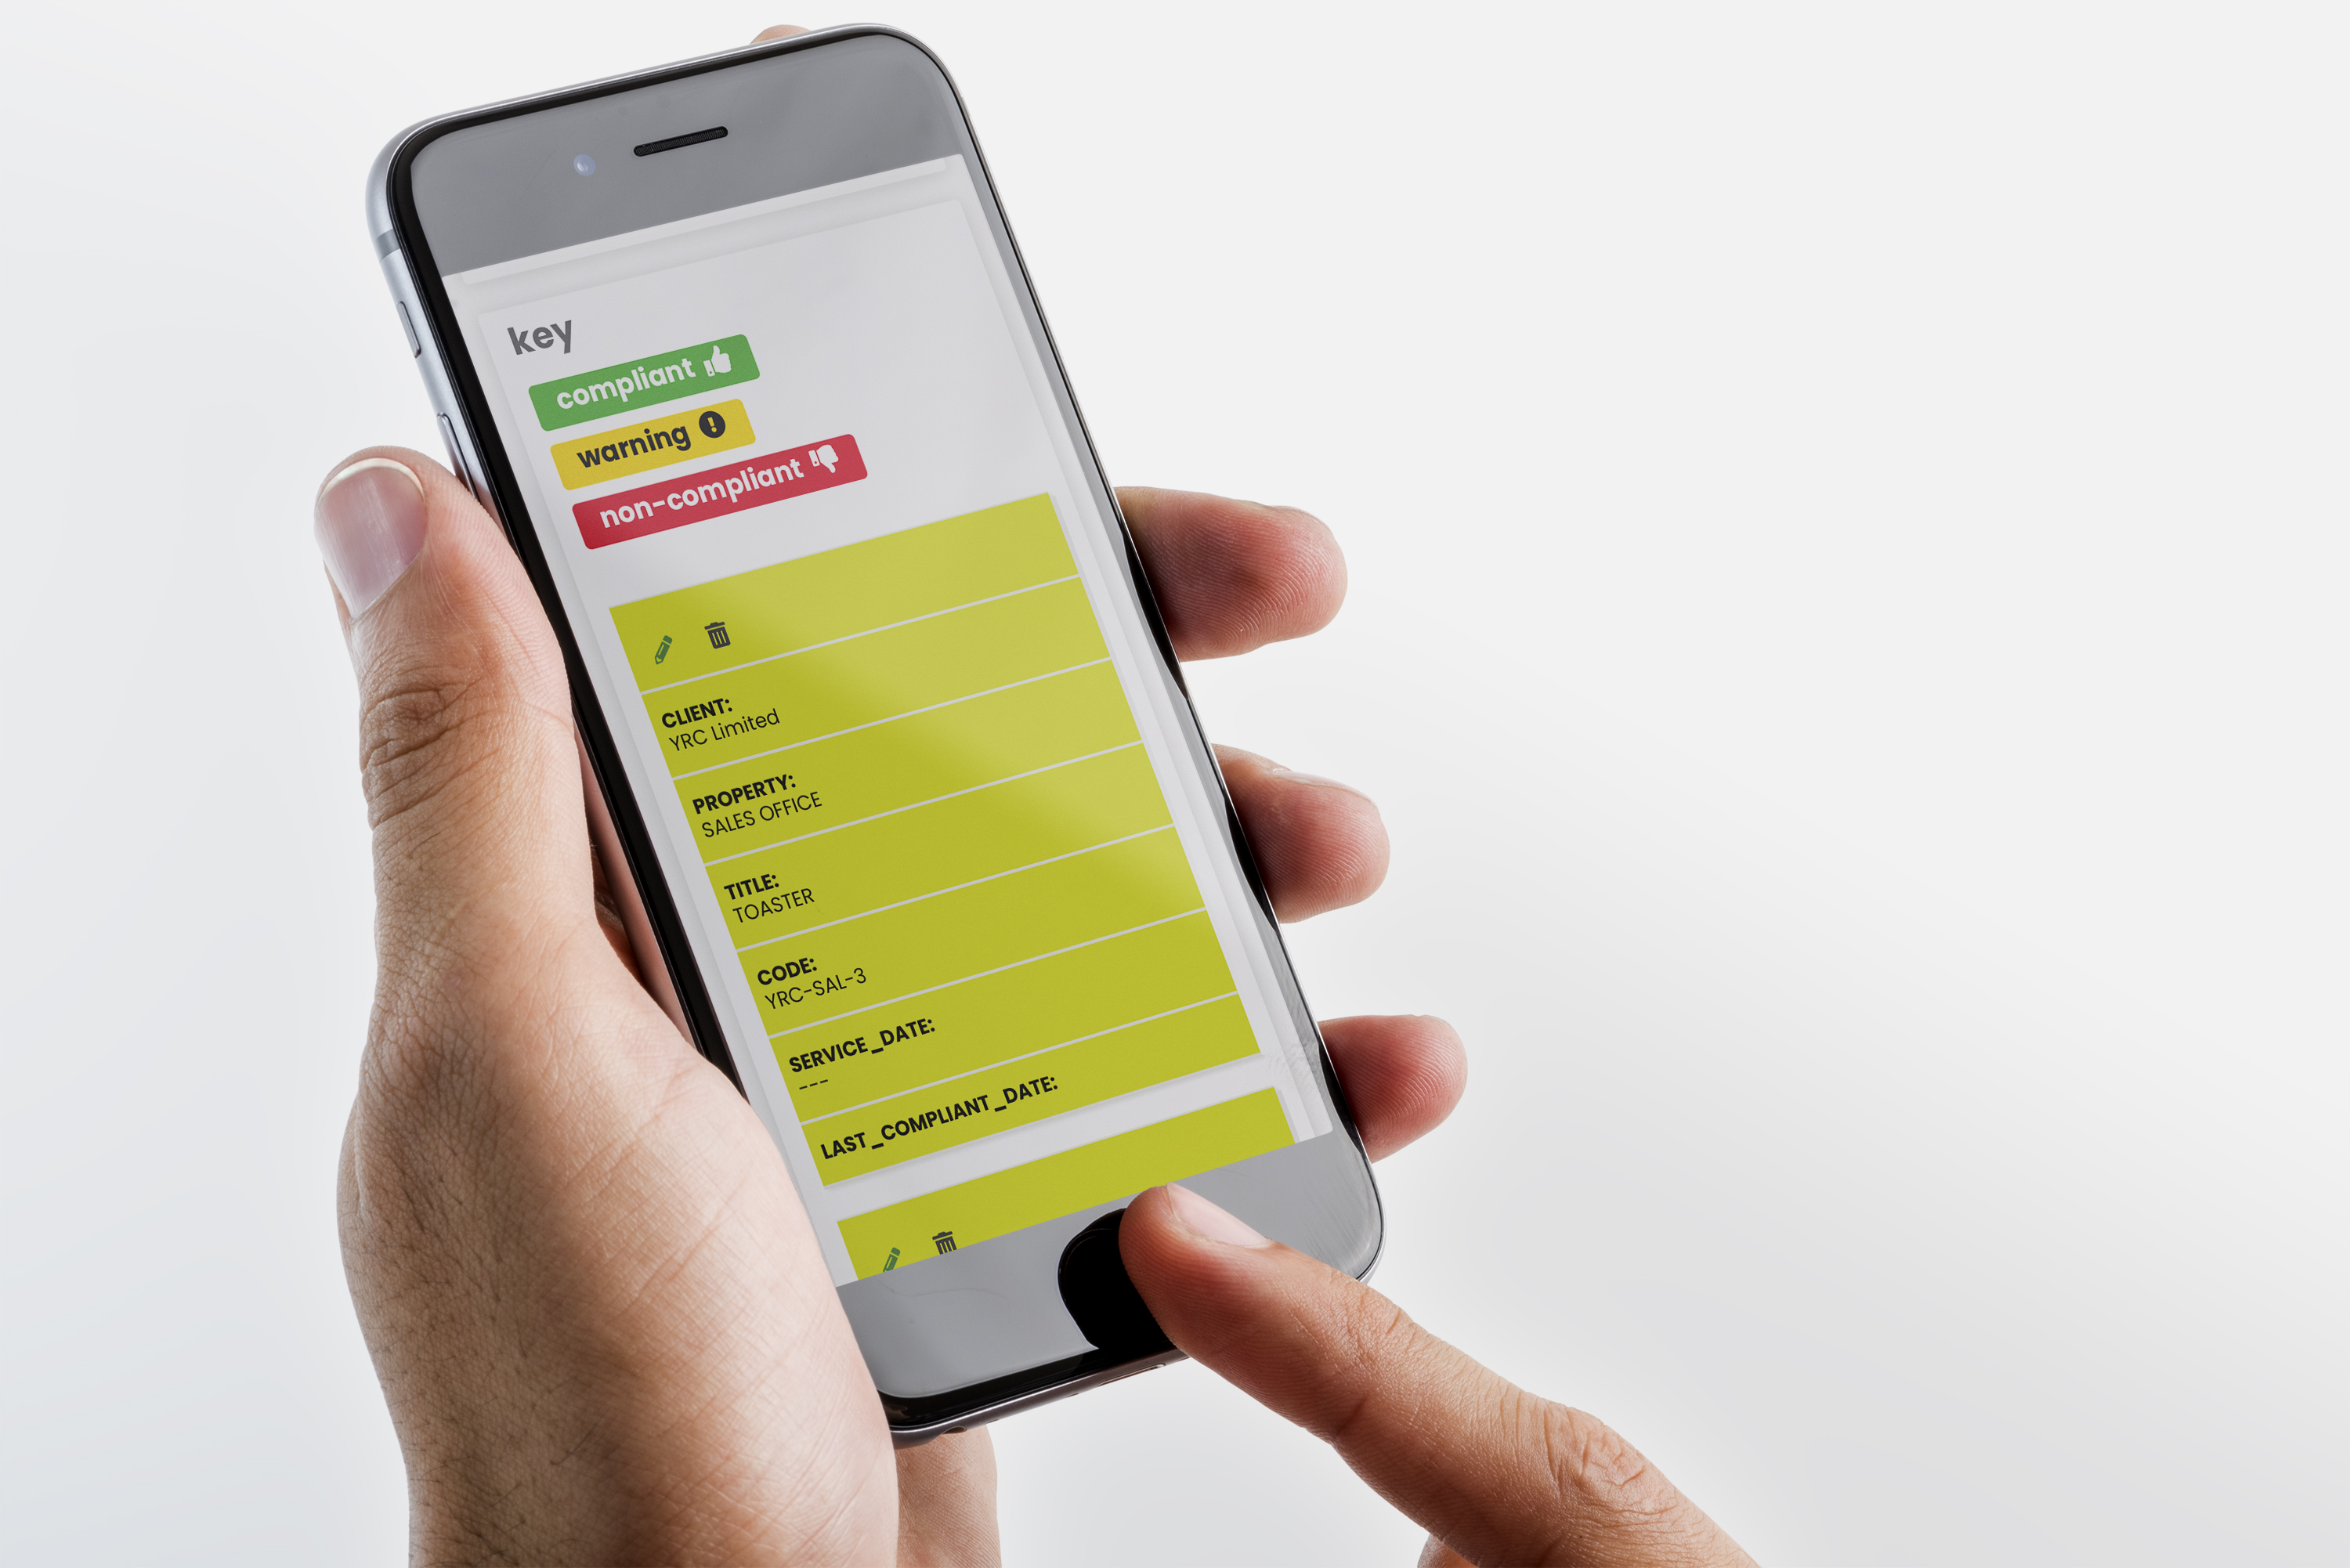 key
compliant
warning
non-compliant
CLIENT:
YRC Limited
PROPERTY:
SALES OFFICE
TITLE:
TOASTER
CODE:
YRC-SAL-3
SERVICE_DATE:
---
LAST_COMPLIANT_DATE: